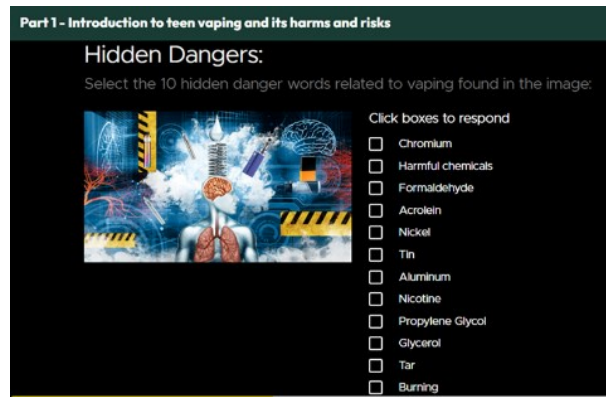 Part 1 - Introduction to teen vaping and its harms and risks
Hidden Dangers:
Select the 10 hidden danger words related to vaping found in the image:
Click boxes to respond
Chromium
Harmful chemicals
Formaldehyde
Acrolein
Nickel
Tin
Aluminum
Nicotine
Propylene Glycol
Glycerol
Tar
Burning